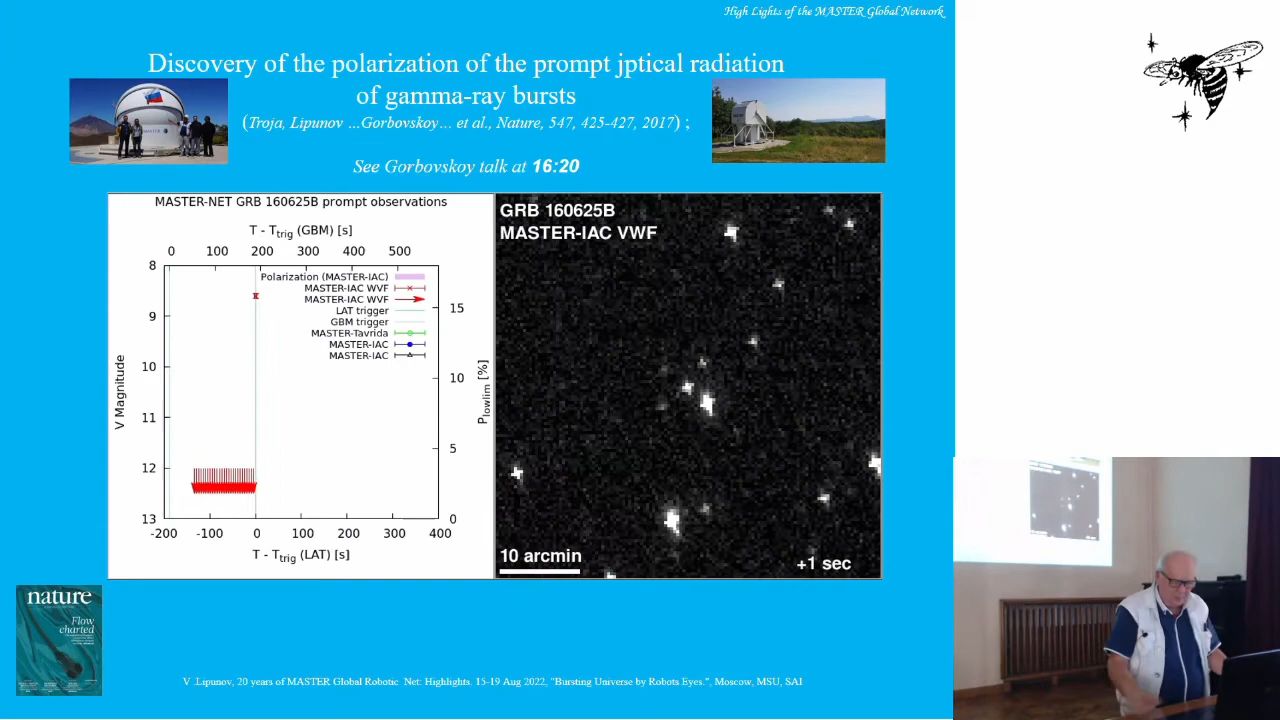 High Lights of the MASTER Global Network
Discovery of the polarization of the prompt jptical radiation
of gamma-ray bursts
(Troja, Lipunov …Gorbovskoy… et al., Nature, 547, 425-427, 2017) ;
See Gorbovskoy talk at 16:20
MASTER-NET GRB 160625B prompt observations
T - Ttrig (GBM) [s]
0 100 200 300 400 500
Polarization (MASTER-IAC)
MASTER-IAC WVF
MASTER-IAC WVF
LAT trigger
GBM trigger
MASTER-Tavrida
MASTER-IAC
MASTER-IAC
V Magnitude
8
9
10
11
12
13
15
10
5
0
Plowlim [%]
-200 -100 0 100 200 300 400
T - Ttrig (LAT) [s]
GRB 160625B
MASTER-IAC VWF
10 arcmin
+1 sec
nature
Flow
charted
V .Lipunov, 20 years of MASTER Global Robotic Net: Highlights. 15-19 Aug 2022, "Bursting Universe by Robots Eyes.", Moscow, MSU, SAI